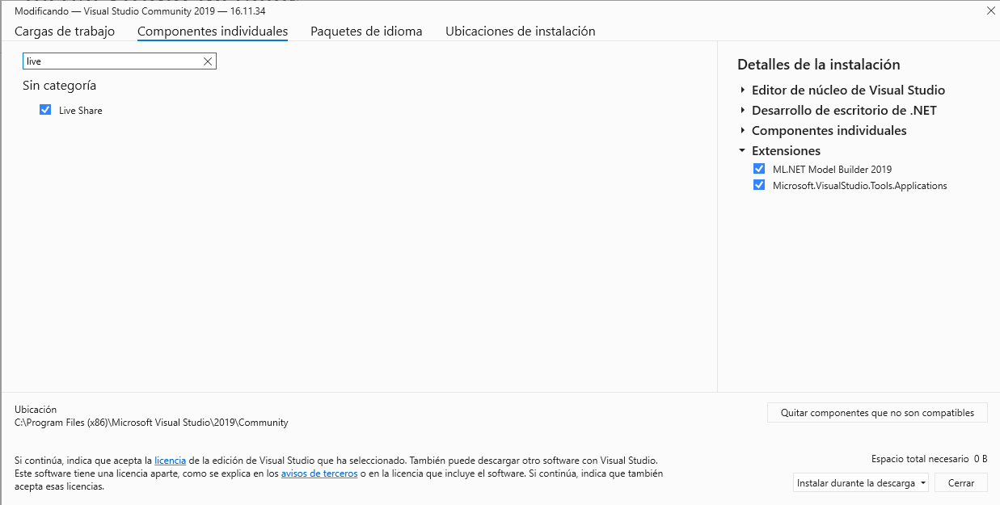 Modificando — Visual Studio Community 2019 — 16.11.34
Cargas de trabajo Componentes individuales Paquetes de idioma Ubicaciones de instalación
live
Sin categoría
Live Share
Detalles de la instalación
Editor de núcleo de Visual Studio
Desarrollo de escritorio de .NET
Componentes individuales
Extensiones
ML.NET Model Builder 2019
Microsoft.VisualStudio.Tools.Applications
Ubicación
C:\Program Files (x86)\Microsoft Visual Studio\2019\Community
Quitar componentes que no son compatibles
Si continúa, indica que acepta la licencia de la edición de Visual Studio que ha seleccionado. También puede descargar otro software con Visual Studio.
Este software tiene una licencia aparte, como se explica en los avisos de terceros o en la licencia que incluye el software. Si continúa, indica que también
acepta esas licencias.
Espacio total necesario 0 B
Instalar durante la descarga Cerrar